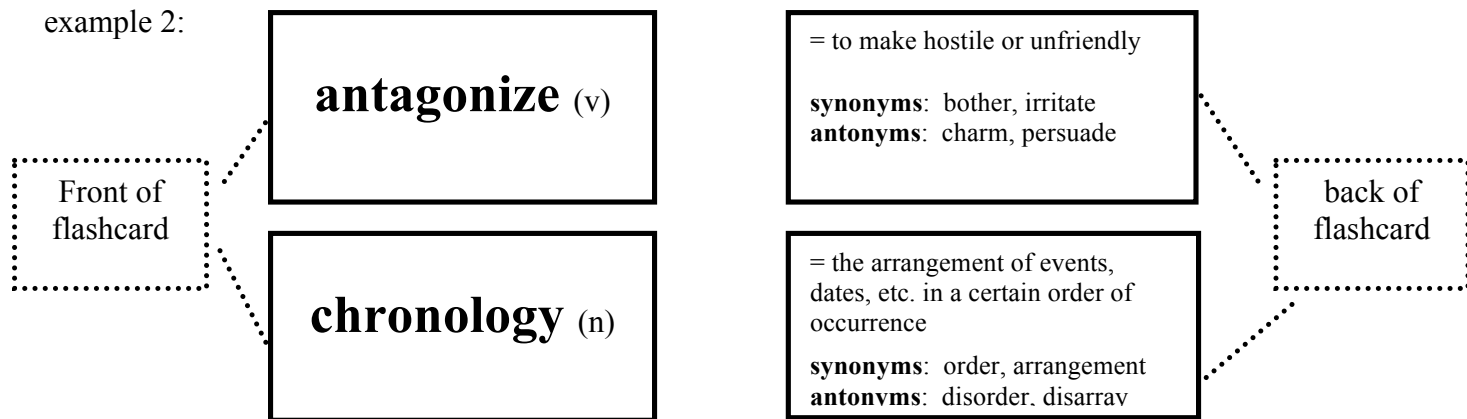 example 2:
antagonize (v)
= to make hostile or unfriendly
synonyms: bother, irritate
antonyms: charm, persuade
Front of
flashcard
back of
flashcard
chronology (n)
= the arrangement of events,
dates, etc. in a certain order of
occurrence
synonyms: order, arrangement
antonyms: disorder, disarray